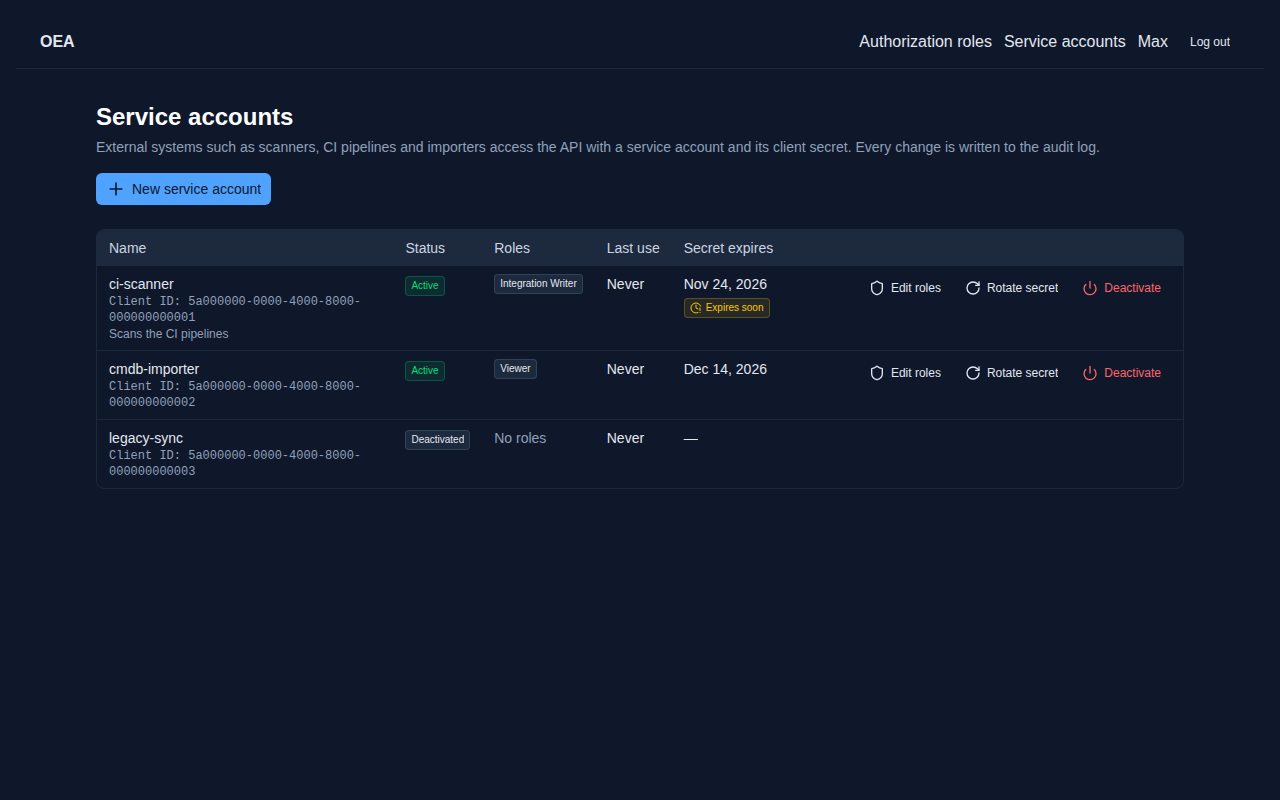 OEA
Authorization roles Service accounts Max Log out
Service accounts
External systems such as scanners, CI pipelines and importers access the API with a service account and its client secret. Every change is written to the audit log.
New service account
Name Status Roles Last use Secret expires
ci-scanner Active Integration Writer Never Nov 24, 2026 Edit roles Rotate secret Deactivate
Client ID: 5a000000-0000-4000-8000-
000000000001
Expires soon
Scans the CI pipelines
cmdb-importer Active Viewer Never Dec 14, 2026 Edit roles Rotate secret Deactivate
Client ID: 5a000000-0000-4000-8000-
000000000002
legacy-sync Deactivated No roles Never —
Client ID: 5a000000-0000-4000-8000-
000000000003